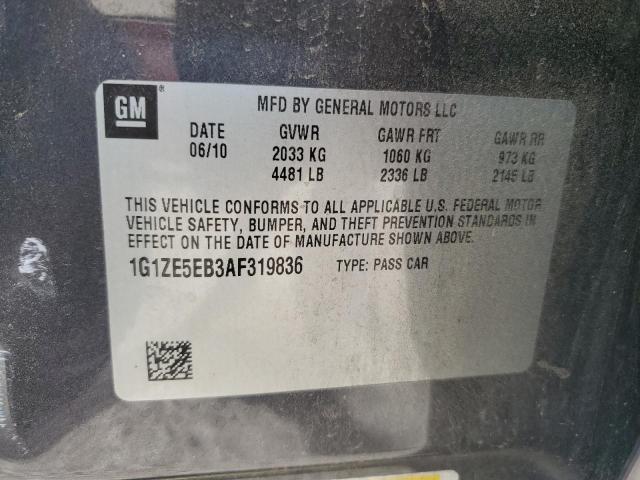 GM ®
MFD BY GENERAL MOTORS LLC
DATE GVWR GAWR FRT GAWR RR
06/10 2033 KG 1060 KG 973 KG
4481 LB 2336 LB 2145 LB
THIS VEHICLE CONFORMS TO ALL APPLICABLE U.S. FEDERAL MOTOR
VEHICLE SAFETY, BUMPER, AND THEFT PREVENTION STANDARDS IN
EFFECT ON THE DATE OF MANUFACTURE SHOWN ABOVE.
1G1ZE5EB3AF319836 TYPE: PASS CAR